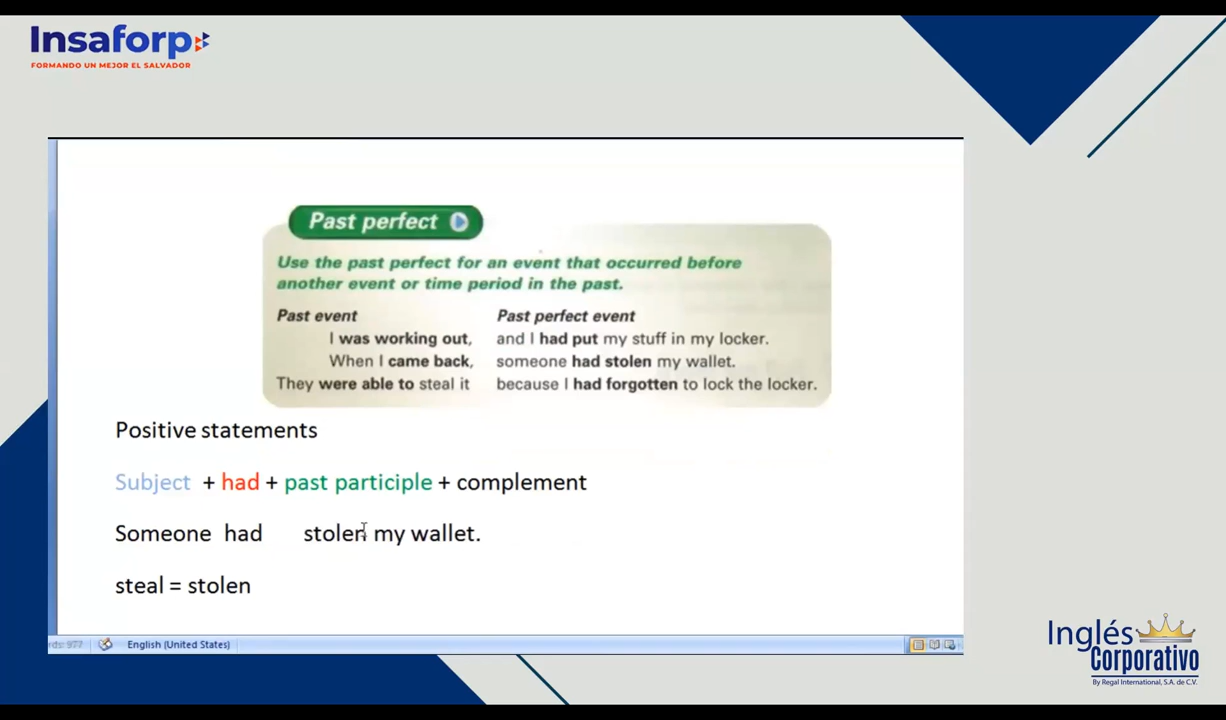 Insaforp
FORMANDO UN MEJOR EL SALVADOR
Past perfect
Use the past perfect for an event that occurred before
another event or time period in the past.
Past event Past perfect event
I was working out, and I had put my stuff in my locker.
When I came back, someone had stolen my wallet.
They were able to steal it because I had forgotten to lock the locker.
Positive statements
Subject + had + past participle + complement
Someone had stolen my wallet.
steal = stolen
English (United States)
Inglés
Corporativo
By Regal International, S.A. de C.V.